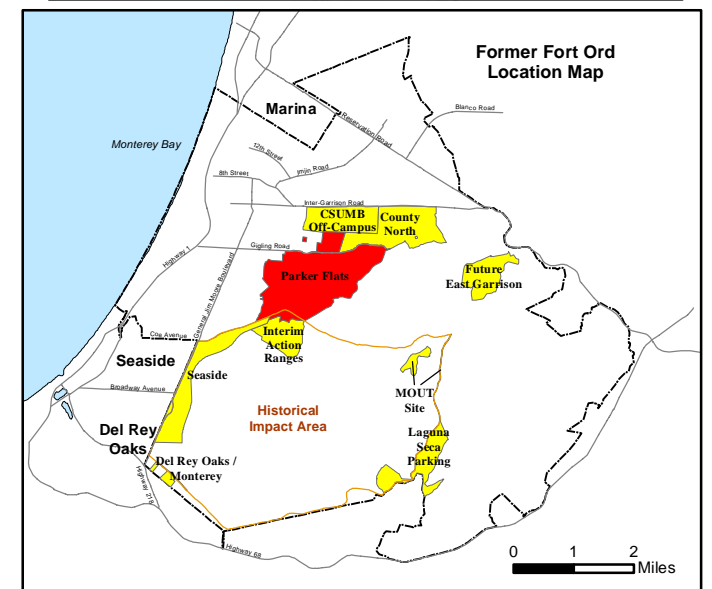 Former Fort Ord
Location Map
Marina
Blanco Road
Reservation Road
Monterey Bay
12th Street
Imjin Road
8th Street
Inter-Garrison Road
CSUMB
Off-Campus
County
North
Gigling Road
Highway 1
General Jim Moore Boulevard
Parker Flats
Future
East Garrison
Coe Avenue
Interim
Action
Ranges
Seaside
Seaside
Broadway Avenue
MOUT
Site
Historical
Impact Area
Del Rey
Oaks
Laguna
Seca
Parking
Del Rey Oaks /
Monterey
Highway 218
Highway 68
0 1 2
Miles